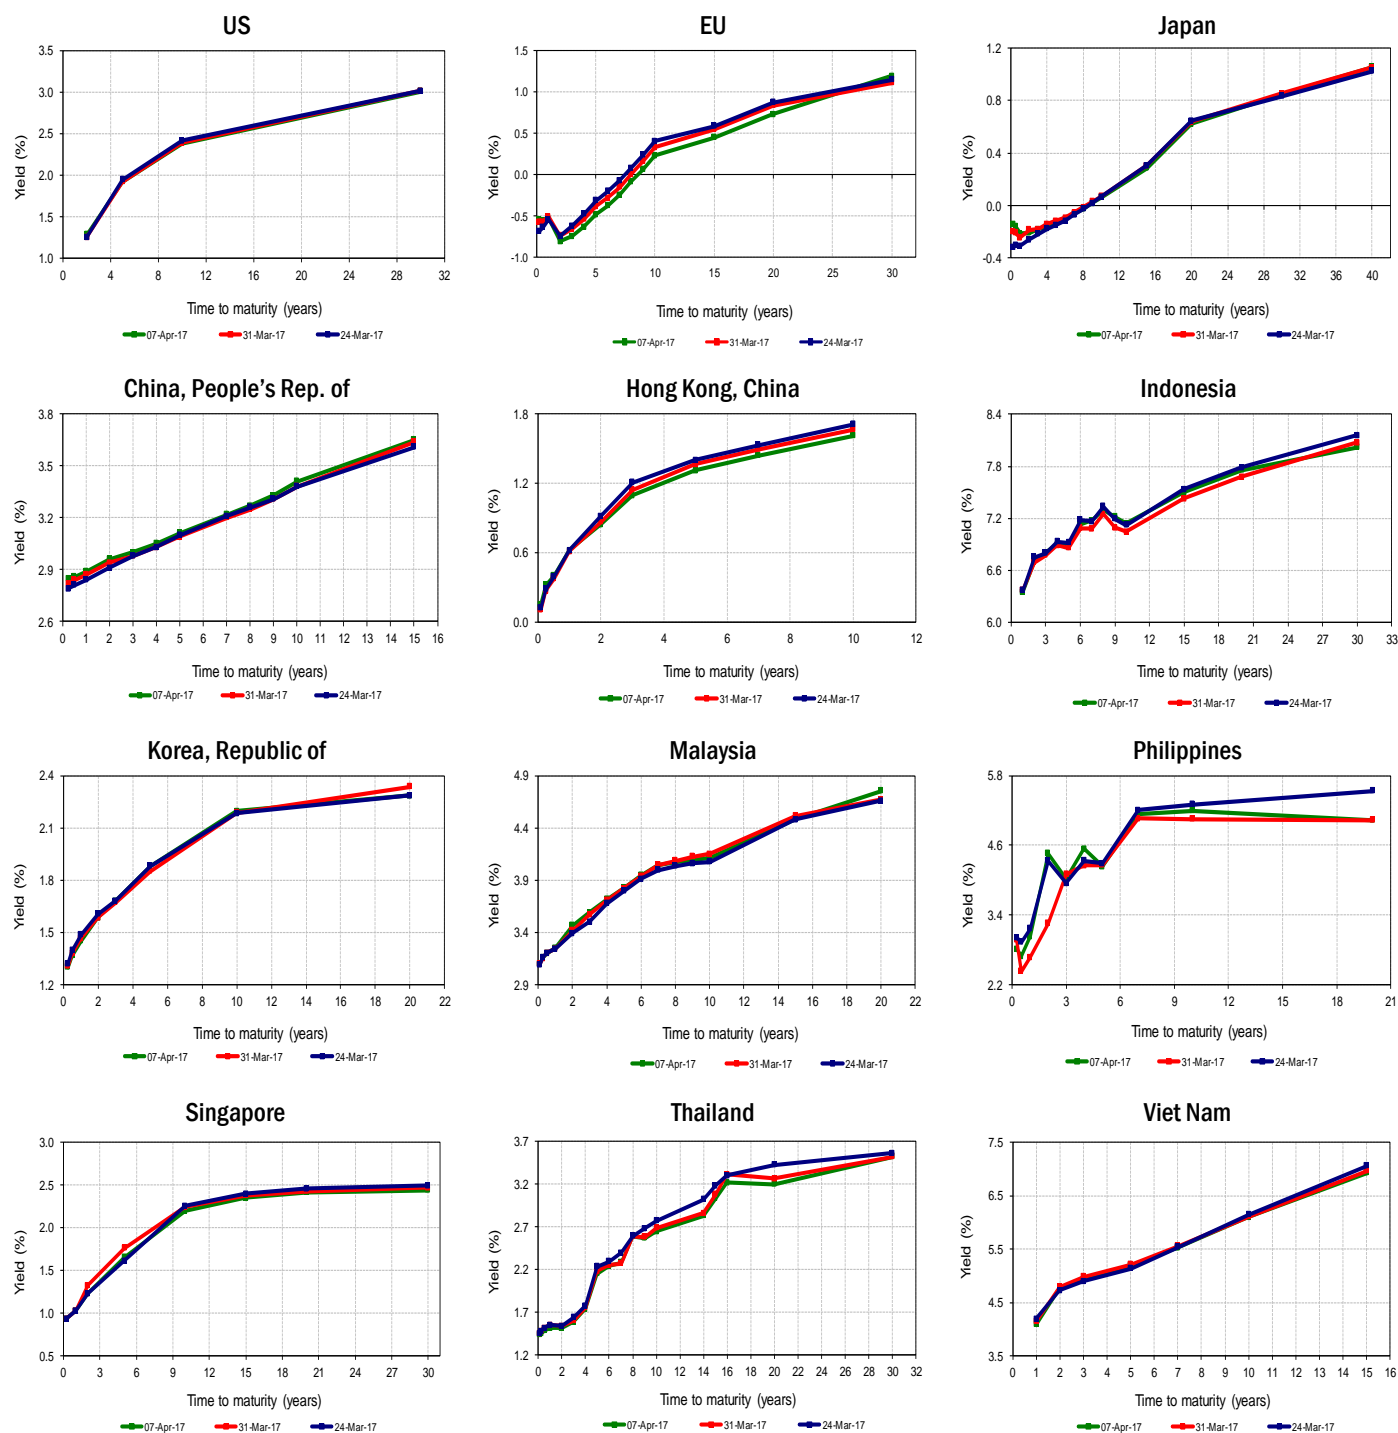 US
EU
Japan
3.5
3.0
2.5
2.0
1.5
1.0
Yield (%)
0 4 8 12 16 20 24 28 32
Time to maturity (years)
07-Apr-17 31-Mar-17 24-Mar-17
1.5
1.0
0.5
0.0
-0.5
-1.0
Yield (%)
0 5 10 15 20 25 30
Time to maturity (years)
07-Apr-17 31-Mar-17 24-Mar-17
1.2
0.8
0.4
0.0
-0.4
Yield (%)
0 4 8 12 16 20 24 28 32 36 40
Time to maturity (years)
07-Apr-17 31-Mar-17 24-Mar-17
China, People's Rep. of
Hong Kong, China
Indonesia
3.8
3.5
3.2
2.9
2.6
Yield (%)
0 1 2 3 4 5 6 7 8 9 10 11 12 13 14 15 16
Time to maturity (years)
07-Apr-17 31-Mar-17 24-Mar-17
1.8
1.2
0.6
0.0
Yield (%)
0 2 4 6 8 10 12
Time to maturity (years)
07-Apr-17 31-Mar-17 24-Mar-17
8.4
7.8
7.2
6.6
6.0
Yield (%)
0 3 6 9 12 15 18 21 24 27 30 33
Time to maturity (years)
07-Apr-17 31-Mar-17 24-Mar-17
Korea, Republic of
Malaysia
Philippines
2.4
2.1
1.8
1.5
1.2
Yield (%)
0 2 4 6 8 10 12 14 16 18 20 22
Time to maturity (years)
07-Apr-17 31-Mar-17 24-Mar-17
4.9
4.4
3.9
3.4
2.9
Yield (%)
0 2 4 6 8 10 12 14 16 18 20 22
Time to maturity (years)
07-Apr-17 31-Mar-17 24-Mar-17
5.8
4.6
3.4
2.2
Yield (%)
0 3 6 9 12 15 18 21
Time to maturity (years)
07-Apr-17 31-Mar-17 24-Mar-17
Singapore
Thailand
Viet Nam
3.0
2.5
2.0
1.5
1.0
0.5
Yield (%)
0 3 6 9 12 15 18 21 24 27 30
Time to maturity (years)
07-Apr-17 31-Mar-17 24-Mar-17
3.7
3.2
2.7
2.2
1.7
1.2
Yield (%)
0 2 4 6 8 10 12 14 16 18 20 22 24 26 28 30 32
Time to maturity (years)
07-Apr-17 31-Mar-17 24-Mar-17
7.5
6.5
5.5
4.5
3.5
Yield (%)
0 1 2 3 4 5 6 7 8 9 10 11 12 13 14 15 16
Time to maturity (years)
07-Apr-17 31-Mar-17 24-Mar-17